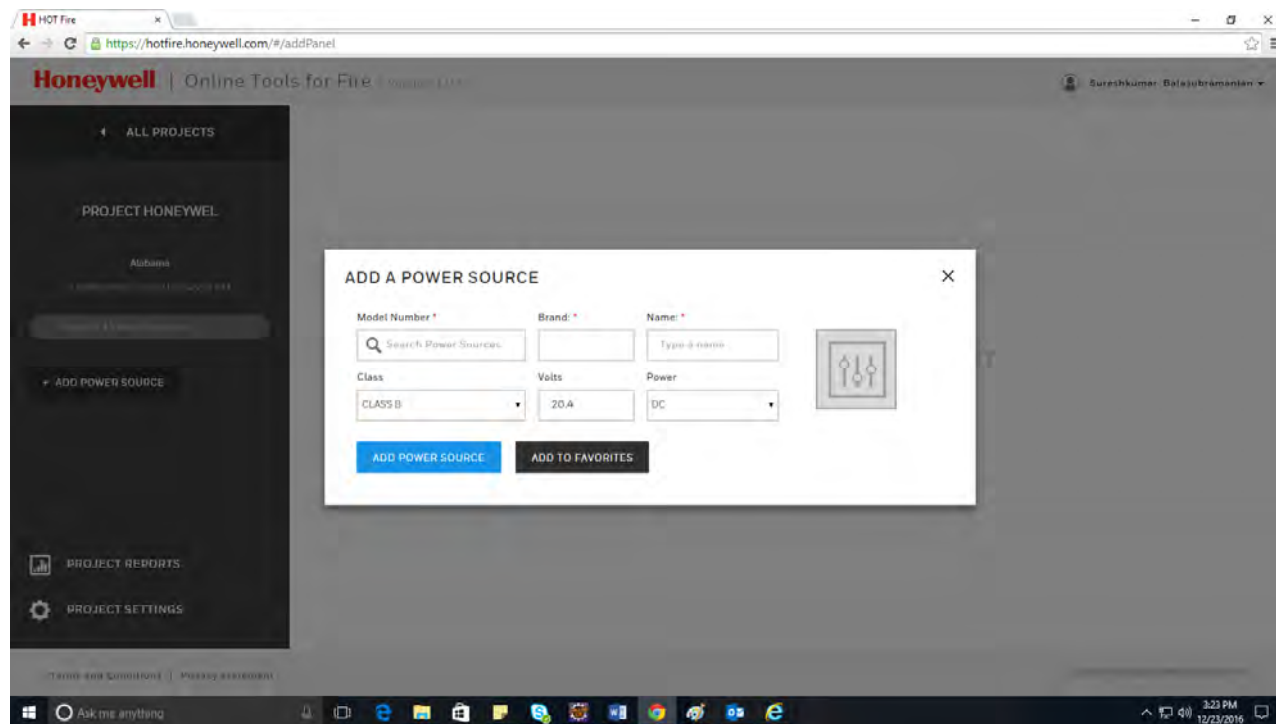 HOT Fire
https://hotfire.honeywell.com/#/addPanel
Honeywell | Online Tools for Fire
Sureshkumar Balasubramanian
ALL PROJECTS
PROJECT HONEYWEL
Alabama
+ ADD POWER SOURCE
PROJECT REPORTS
PROJECT SETTINGS
ADD A POWER SOURCE
Model Number * Brand: * Name: *
Search Power Sources Type a name
Class Volts Power
CLASS B 20.4 DC
ADD POWER SOURCE ADD TO FAVORITES
Terms and Conditions | Privacy statement
Ask me anything
3:23 PM
12/23/2016